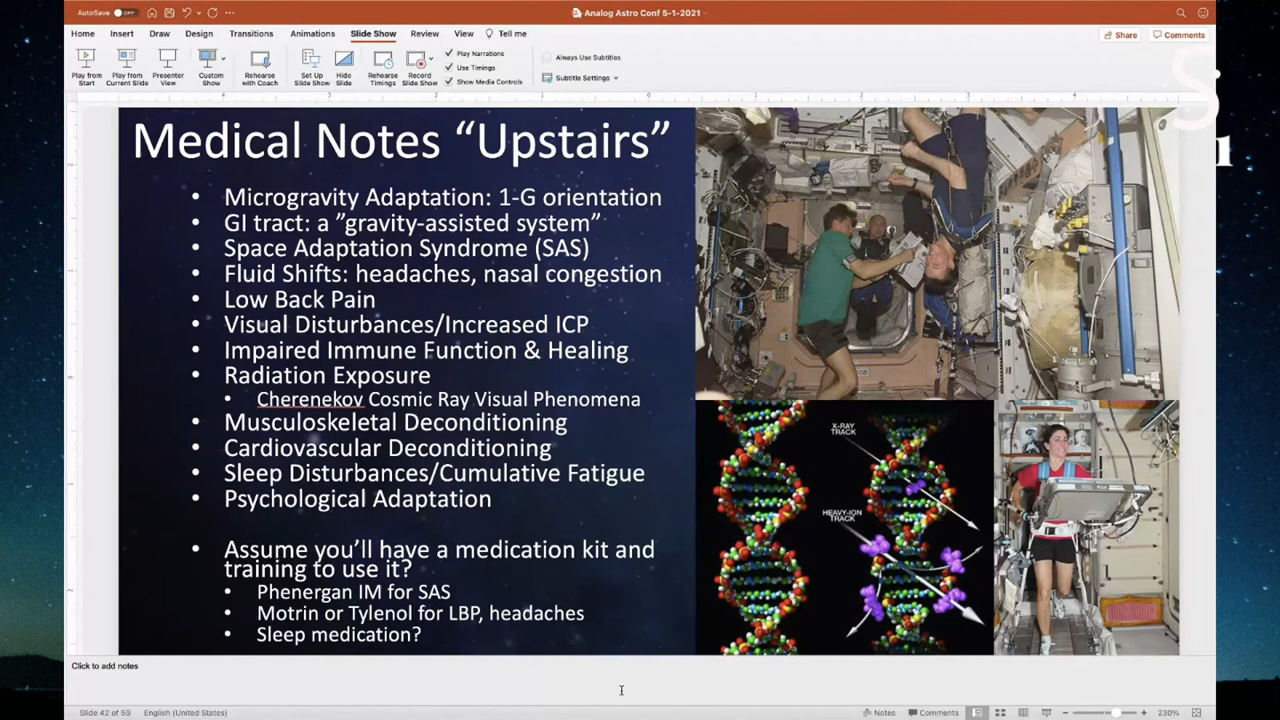 AutoSave OFF
Analog Astro Conf 5-1-2021
Home Insert Draw Design Transitions Animations Slide Show Review View Tell me
Share Comments
Play from Start
Play from Current Slide
Presenter View
Custom Show
Rehearse with Coach
Set Up Slide Show
Hide Slide
Rehearse Timings
Record Slide Show
Play Narrations
Use Timings
Show Media Controls
Always Use Subtitles
Subtitle Settings
Medical Notes “Upstairs”
• Microgravity Adaptation: 1-G orientation
• GI tract: a ”gravity-assisted system”
• Space Adaptation Syndrome (SAS)
• Fluid Shifts: headaches, nasal congestion
• Low Back Pain
• Visual Disturbances/Increased ICP
• Impaired Immune Function & Healing
• Radiation Exposure
• Cherenekov Cosmic Ray Visual Phenomena
• Musculoskeletal Deconditioning
• Cardiovascular Deconditioning
• Sleep Disturbances/Cumulative Fatigue
• Psychological Adaptation
• Assume you’ll have a medication kit and
training to use it?
• Phenergan IM for SAS
• Motrin or Tylenol for LBP, headaches
• Sleep medication?
X-RAY
TRACK
HEAVY-ION
TRACK
Click to add notes
Slide 42 of 59 English (United States) Notes Comments 230%